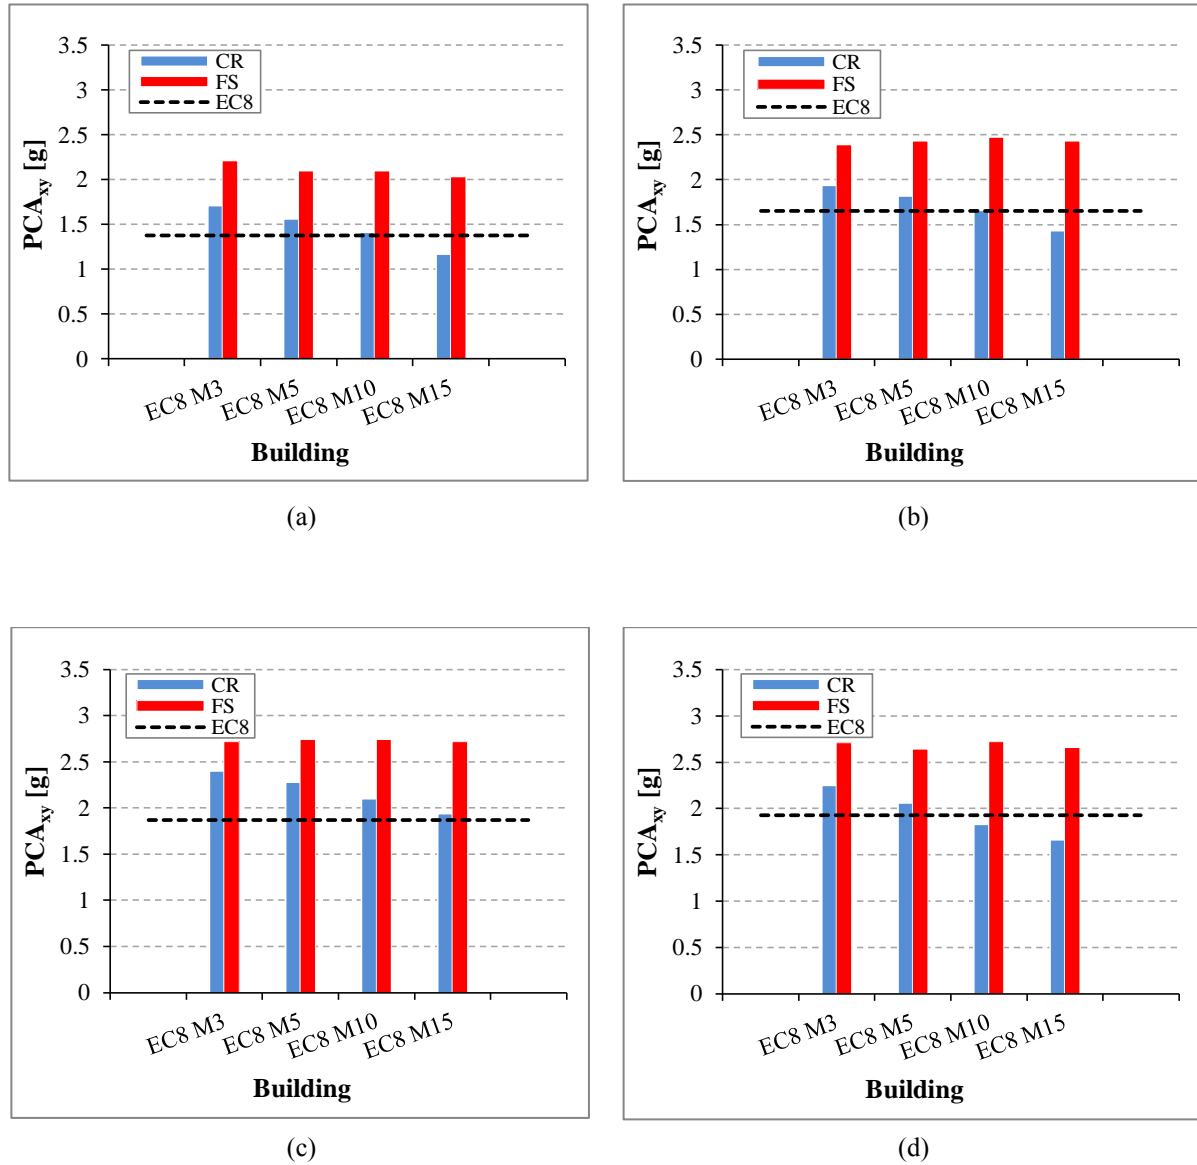 3.5
3
2.5
2
1.5
1
0.5
0
PCAxy [g]
CR
FS
EC8
EC8 M3
EC8 M5
EC8 M10
EC8 M15
Building
(a)
3.5
3
2.5
2
1.5
1
0.5
0
PCAxy [g]
CR
FS
EC8
EC8 M3
EC8 M5
EC8 M10
EC8 M15
Building
(b)
3.5
3
2.5
2
1.5
1
0.5
0
PCAxy [g]
CR
FS
EC8
EC8 M3
EC8 M5
EC8 M10
EC8 M15
Building
(c)
3.5
3
2.5
2
1.5
1
0.5
0
PCAxy [g]
CR
FS
EC8
EC8 M3
EC8 M5
EC8 M10
EC8 M15
Building
(d)